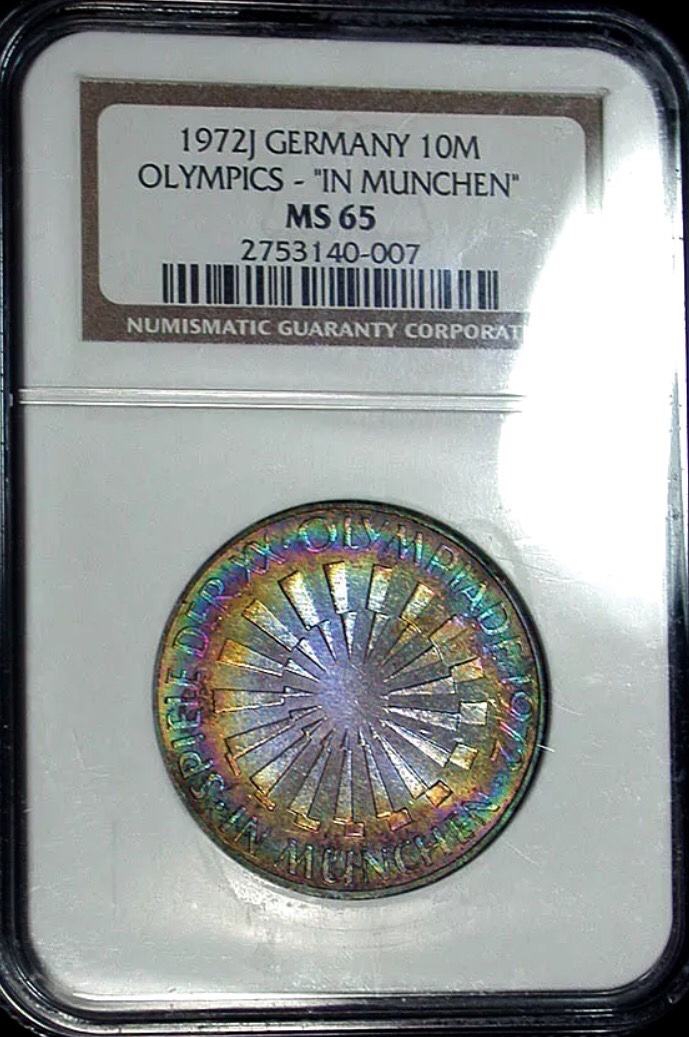 1972J GERMANY 10M
OLYMPICS - "IN MUNCHEN"
MS 65
2753140-007
NUMISMATIC GUARANTY CORPORAT
SPIELE DER XX. OLYMPIADE 1972
IN MÜNCHEN